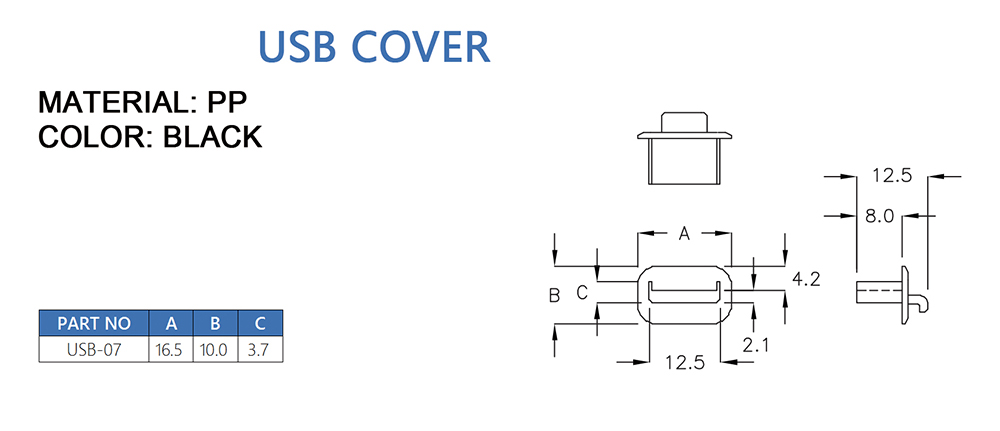 USB COVER
MATERIAL: PP
COLOR: BLACK
12.5
8.0
A
4.2
B
C
2.1
12.5
PART NO A B C
USB-07 16.5 10.0 3.7